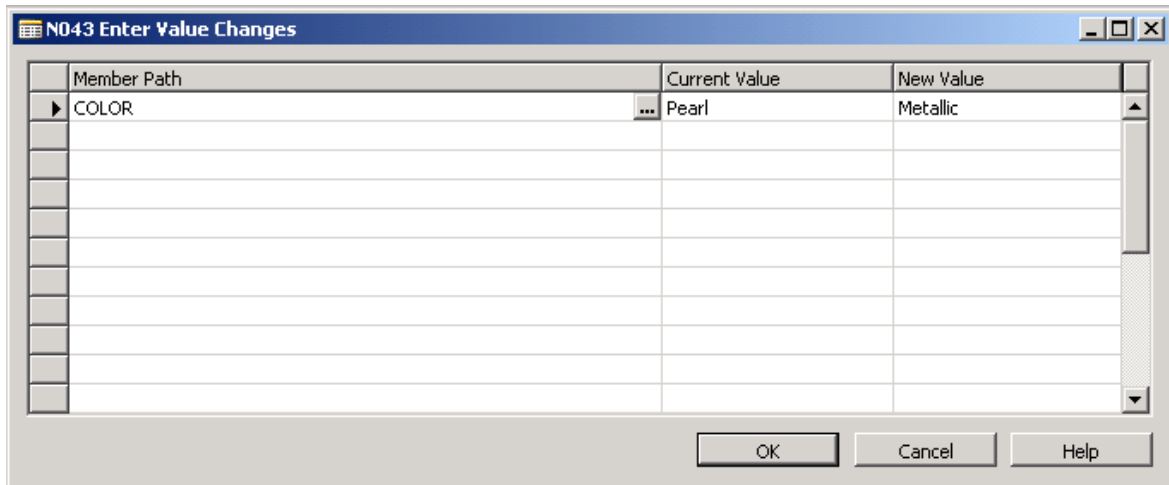 N043 Enter Value Changes
Member Path Current Value New Value
COLOR ... Pearl Metallic
OK Cancel Help